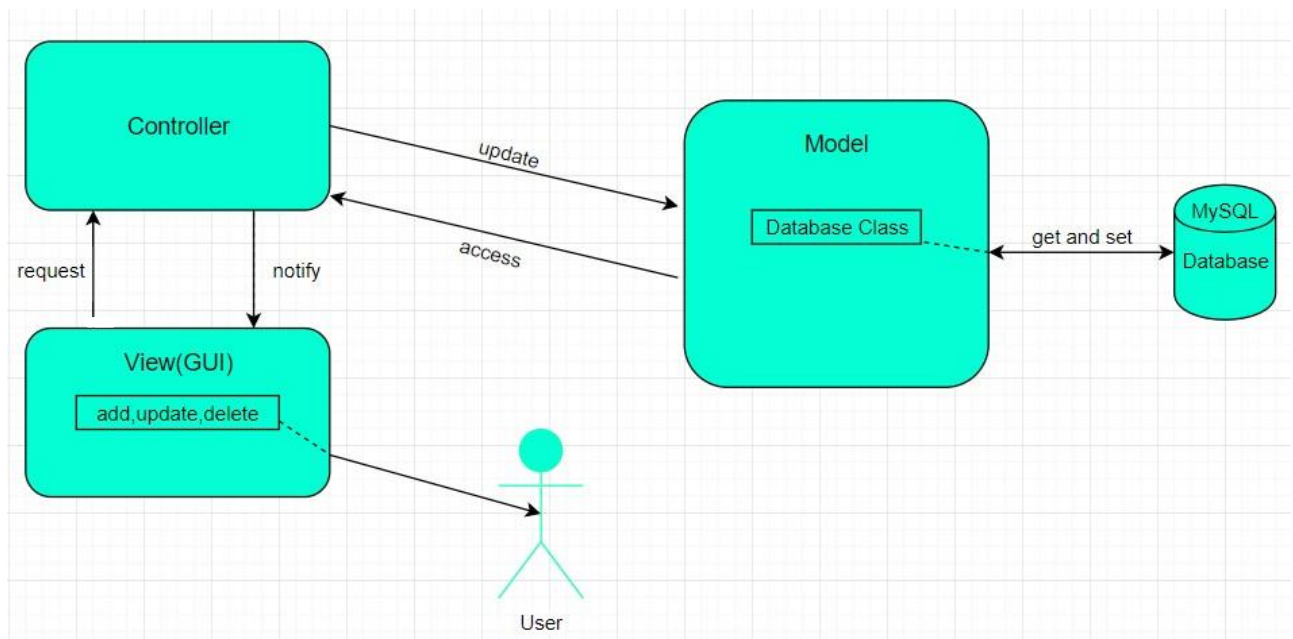 Controller
update
Model
Database Class
access
get and set
MySQL
Database
request
notify
View(GUI)
add,update,delete
User